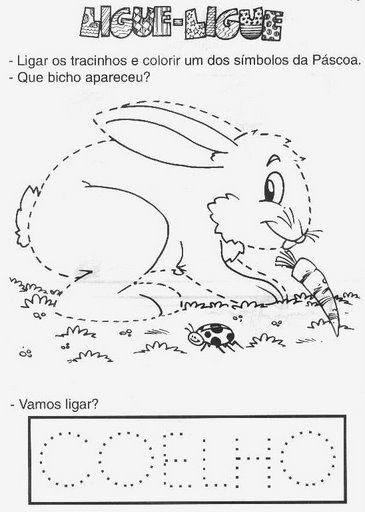 LIGUE-LIGUE
- Ligar os tracinhos e colorir um dos símbolos da Páscoa.
- Que bicho apareceu?
- Vamos ligar?
COELHO